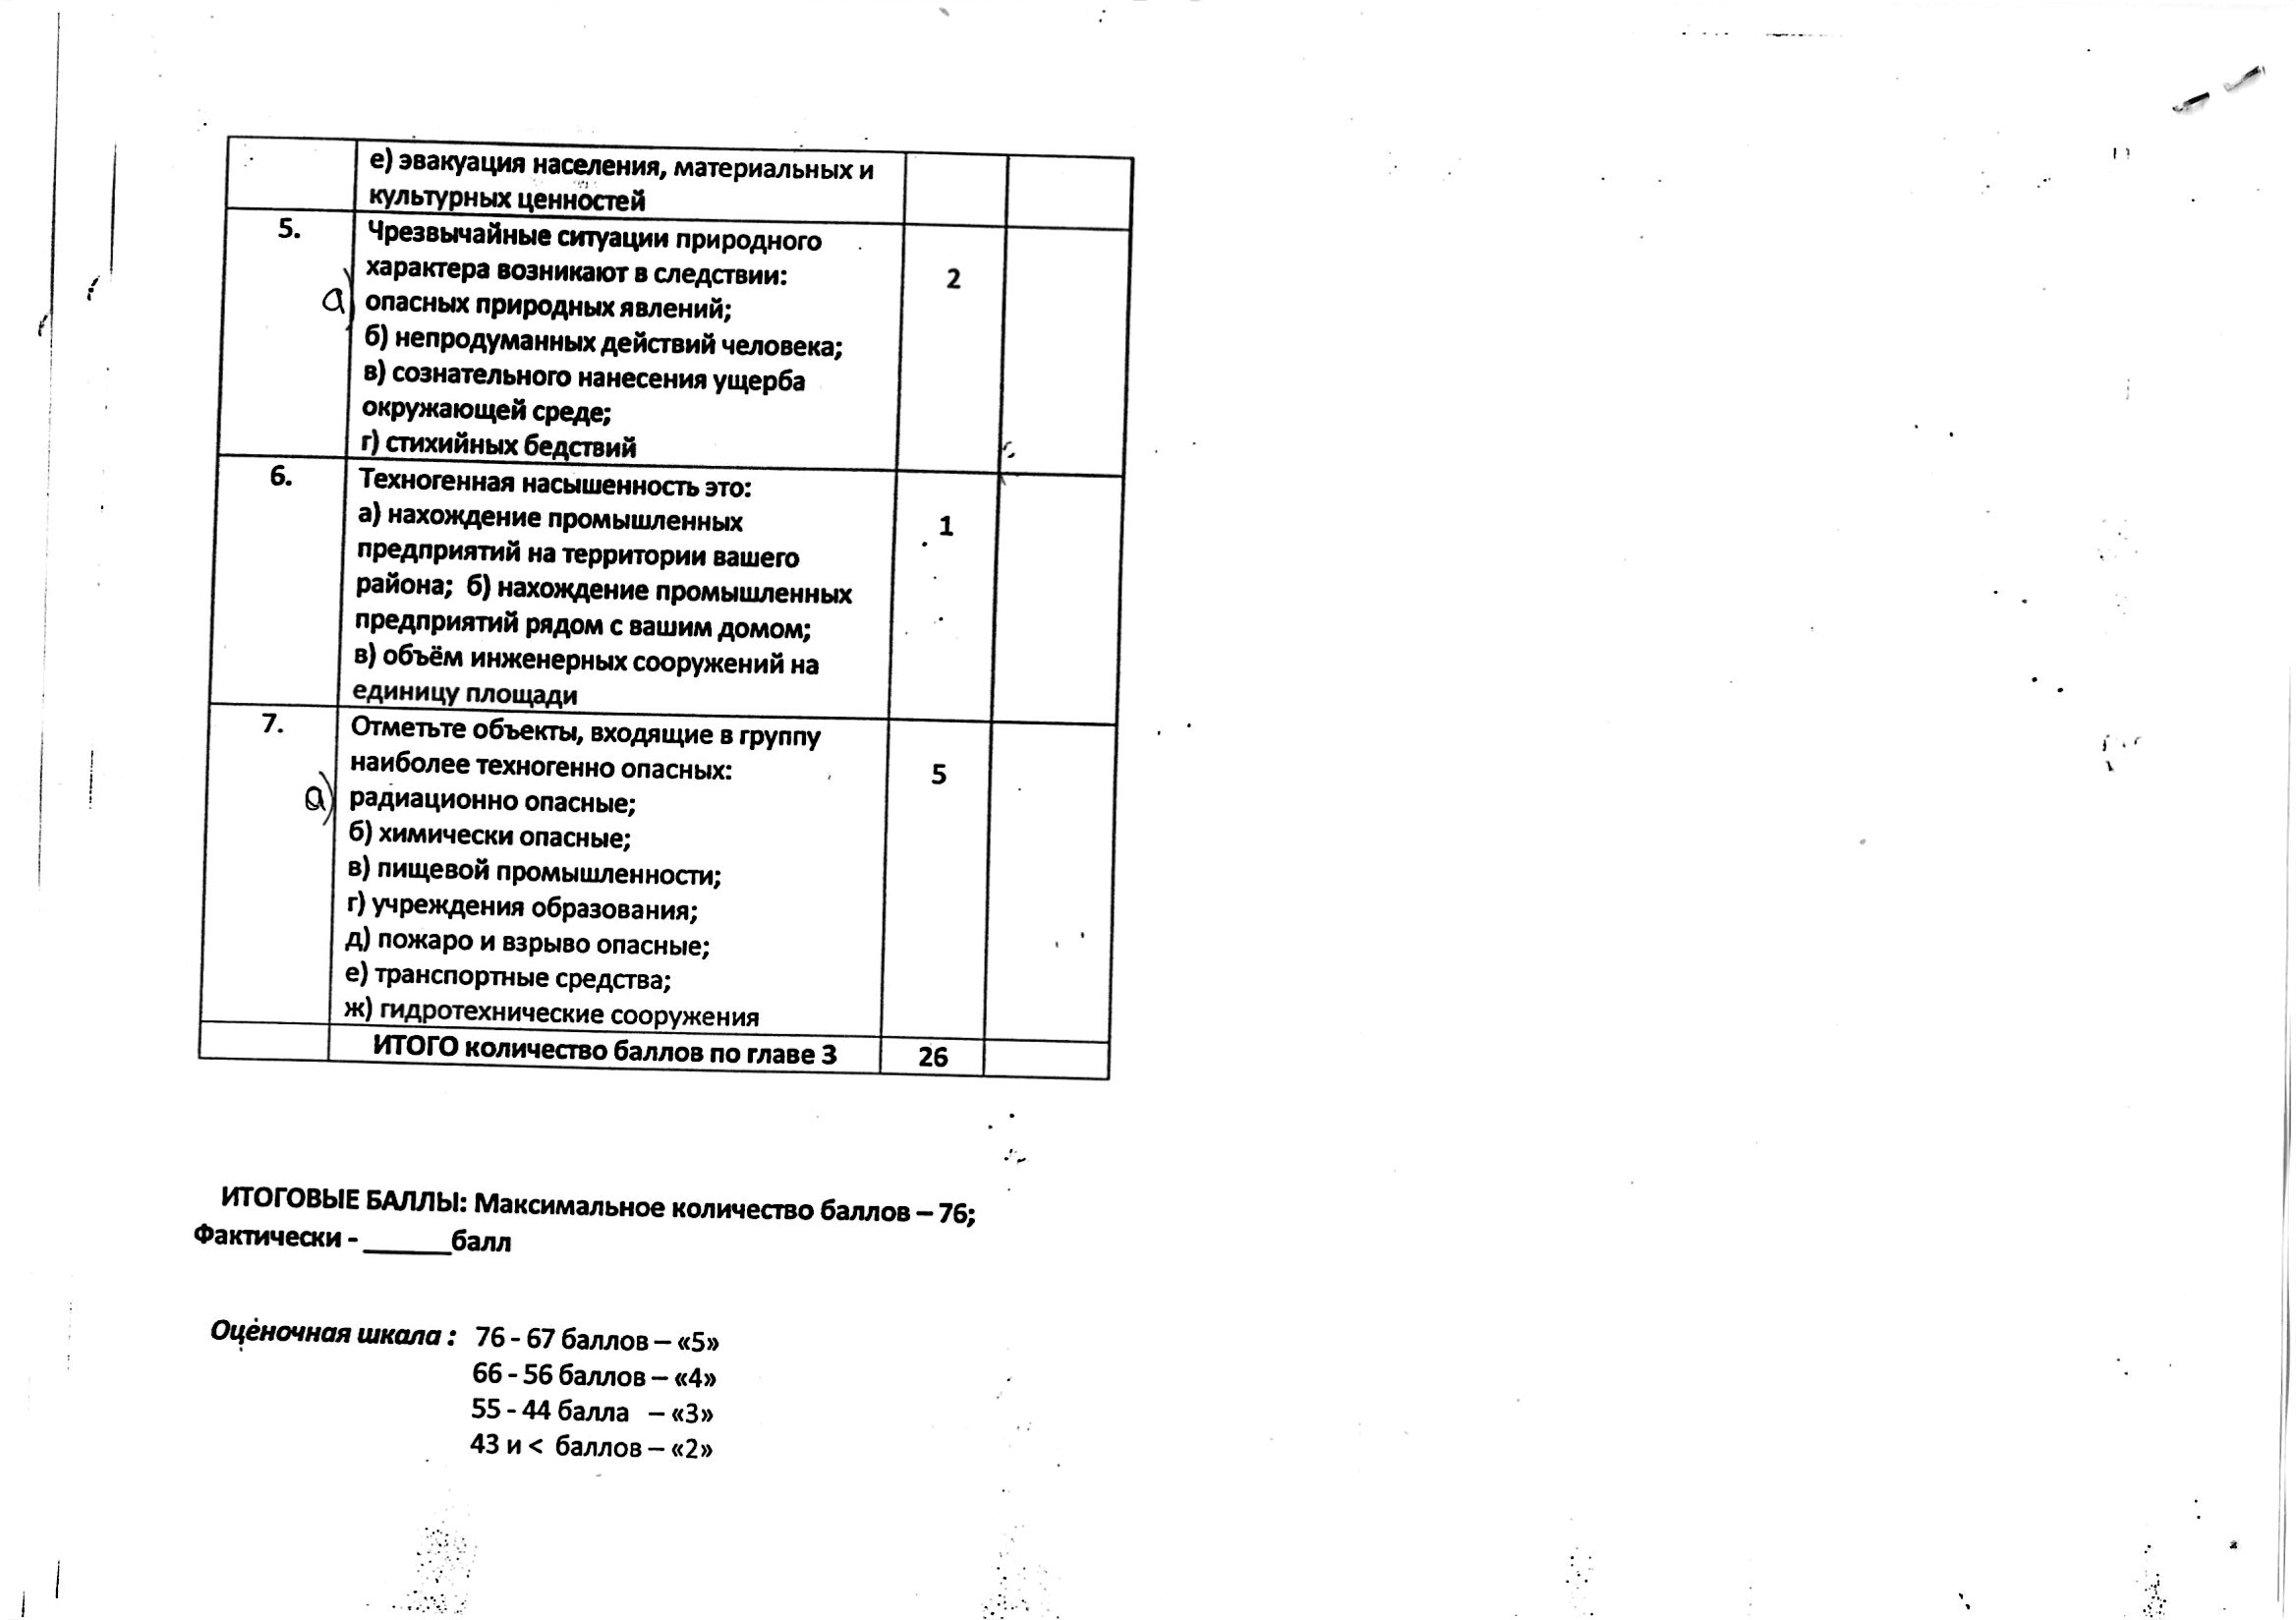 е) эвакуация населения, материальных и
культурных ценностей
5.
Чрезвычайные ситуации природного
характера возникают в следствии:
2
а) опасных природных явлений;
б) непродуманных действий человека;
в) сознательного нанесения ущерба
окружающей среде;
г) стихийных бедствий
6.
Техногенная насышенность это:
а) нахождение промышленных
1
предприятий на территории вашего
района; б) нахождение промышленных
предприятий рядом с вашим домом;
в) объём инженерных сооружений на
единицу площади
7.
Отметьте объекты, входящие в группу
наиболее техногенно опасных:
5
а) радиационно опасные;
б) химически опасные;
в) пищевой промышленности;
г) учреждения образования;
д) пожаро и взрыво опасные;
е) транспортные средства;
ж) гидротехнические сооружения
ИТОГО количество баллов по главе 3 26
ИТОГОВЫЕ БАЛЛЫ: Максимальное количество баллов – 76;
Фактически - ______балл
Оценочная шкала : 76 - 67 баллов – «5»
66 - 56 баллов – «4»
55 - 44 балла – «3»
43 и < баллов – «2»